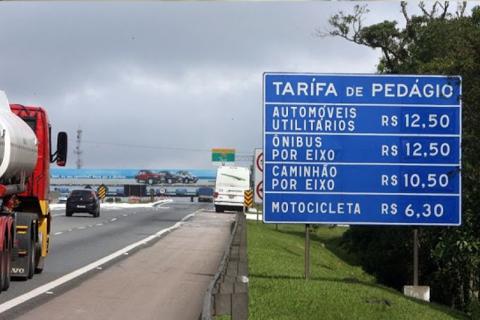 TARÍFA DE PEDÁGIO
AUTOMÓVEIS
UTILITÁRIOS R$ 12,50
ÔNIBUS
POR EIXO R$ 12,50
CAMINHÃO
POR EIXO R$ 10,50
MOTOCICLETA R$ 6,30